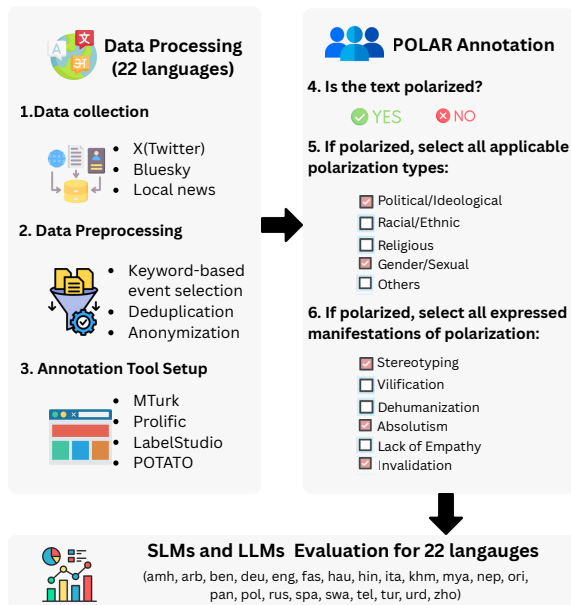 文
A
अ
Data Processing
(22 languages)
1.Data collection
X(Twitter)
Bluesky
Local news
2. Data Preprocessing
Keyword-based
event selection
Deduplication
Anonymization
3. Annotation Tool Setup
MTurk
Prolific
LabelStudio
POTATO
POLAR Annotation
4. Is the text polarized?
YES NO
5. If polarized, select all applicable
polarization types:
Political/Ideological
Racial/Ethnic
Religious
Gender/Sexual
Others
6. If polarized, select all expressed
manifestations of polarization:
Stereotyping
Vilification
Dehumanization
Absolutism
Lack of Empathy
Invalidation
SLMs and LLMs Evaluation for 22 langauges
(amh, arb, ben, deu, eng, fas, hau, hin, ita, khm, mya, nep, ori,
pan, pol, rus, spa, swa, tel, tur, urd, zho)